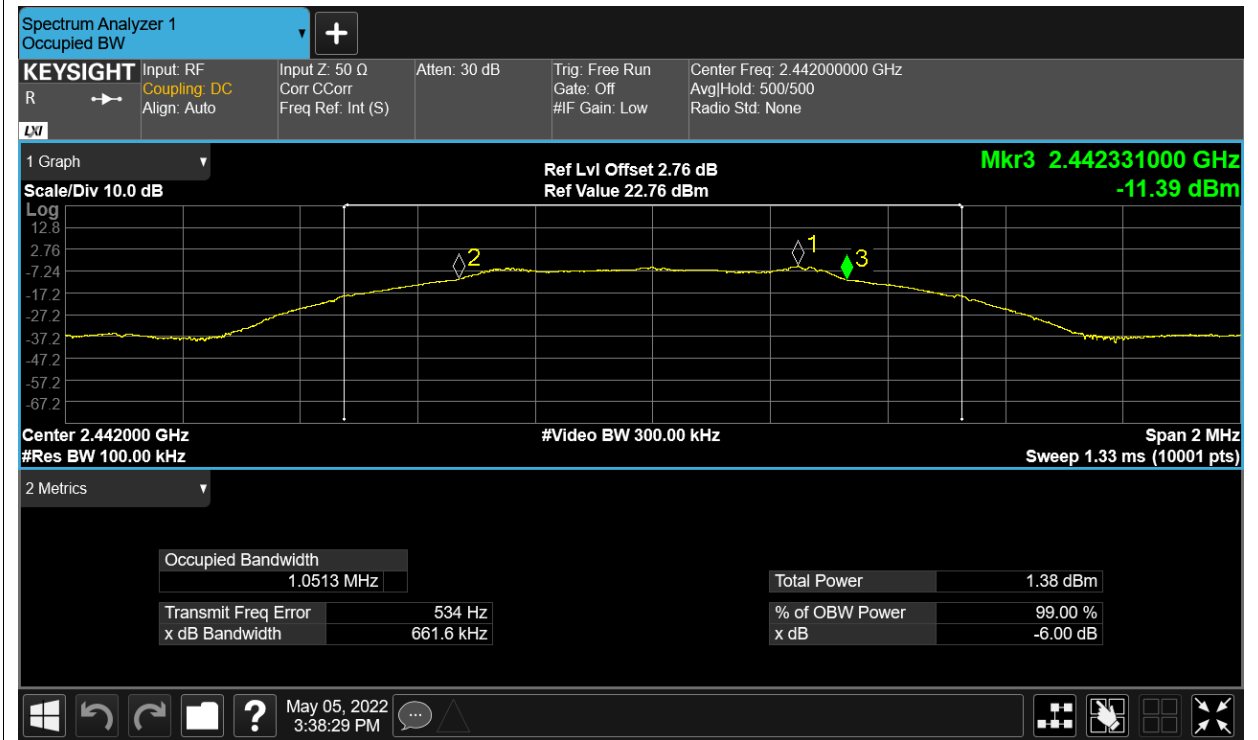 Spectrum Analyzer 1
Occupied BW
KEYSIGHT
R
LXI
Input: RF
Coupling: DC
Align: Auto
Input Z: 50 Ω
Corr CCorr
Freq Ref: Int (S)
Atten: 30 dB
Trig: Free Run
Gate: Off
#IF Gain: Low
Center Freq: 2.442000000 GHz
Avg|Hold: 500/500
Radio Std: None
1 Graph
Scale/Div 10.0 dB
Ref Lvl Offset 2.76 dB
Ref Value 22.76 dBm
Mkr3 2.442331000 GHz
-11.39 dBm
Log
12.8
2.76
-7.24
-17.2
-27.2
-37.2
-47.2
-57.2
-67.2
2
1
3
Center 2.442000 GHz
#Res BW 100.00 kHz
#Video BW 300.00 kHz
Span 2 MHz
Sweep 1.33 ms (10001 pts)
2 Metrics
Occupied Bandwidth
1.0513 MHz
Transmit Freq Error 534 Hz
x dB Bandwidth 661.6 kHz
Total Power 1.38 dBm
% of OBW Power 99.00 %
x dB -6.00 dB
?
May 05, 2022
3:38:29 PM